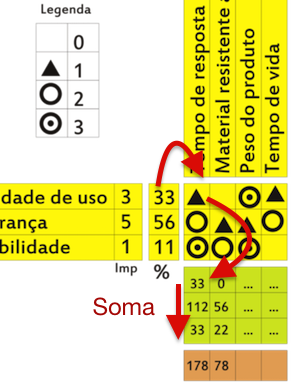 Legenda
0
1
2
3
Tempo de resposta
Material resistente a
Peso do produto
Tempo de vida
dade de uso 3 33
rança 5 56
bilidade 1 11
Imp %
33 0 ... ...
Soma
112 56 ... ...
33 22 ... ...
178 78